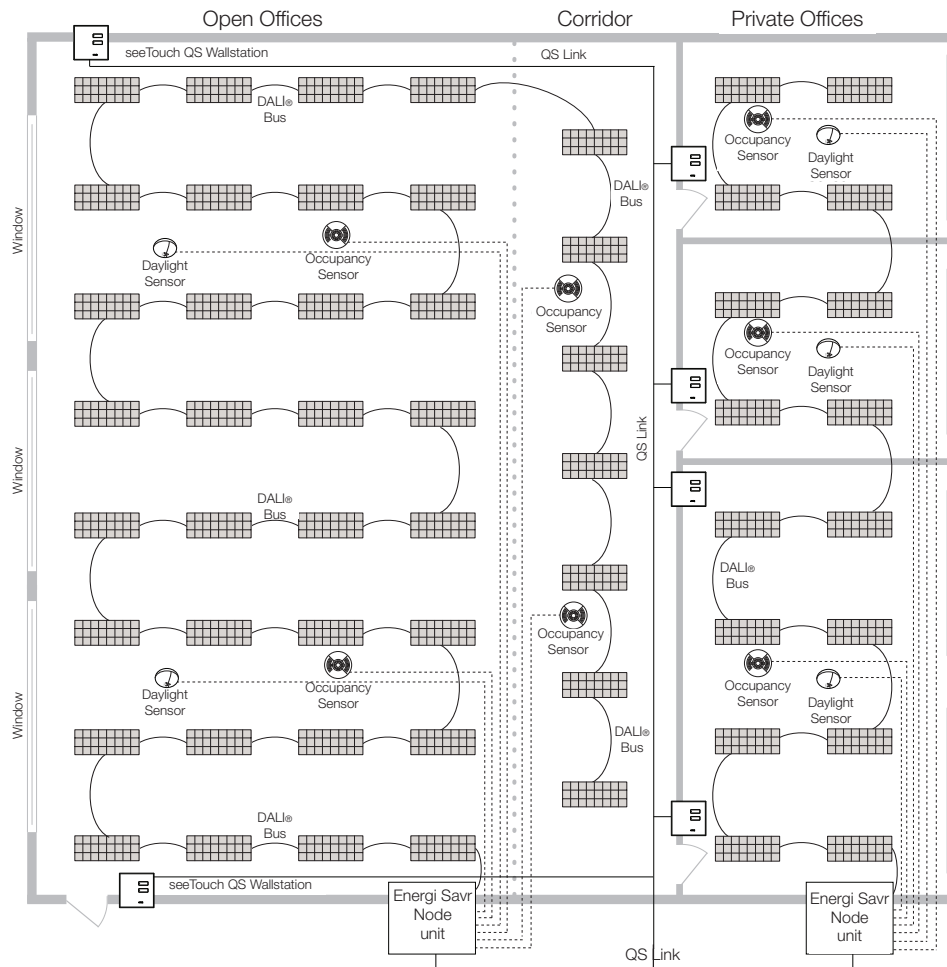 Open Offices
Corridor
Private Offices
seeTouch QS Wallstation
QS Link
DALI®
Bus
Occupancy
Sensor
Daylight
Sensor
DALI®
Bus
Window
Daylight
Sensor
Occupancy
Sensor
Occupancy
Sensor
Occupancy
Sensor
Daylight
Sensor
QS Link
Window
DALI®
Bus
DALI®
Bus
Occupancy
Sensor
Window
Daylight
Sensor
Occupancy
Sensor
Occupancy
Sensor
Daylight
Sensor
DALI®
Bus
DALI®
Bus
seeTouch QS Wallstation
Energi Savr
Node
unit
QS Link
Energi Savr
Node
unit